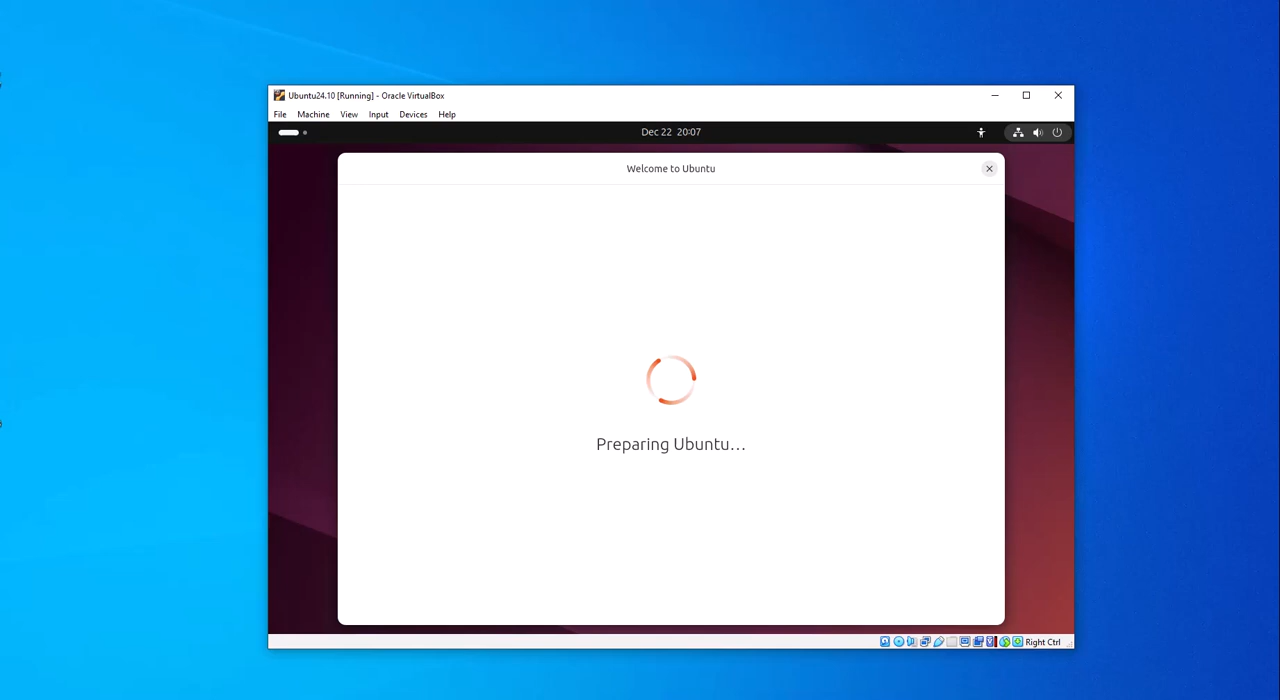 Ubuntu24.10 [Running] - Oracle VirtualBox
File Machine View Input Devices Help
Dec 22 20:07
Welcome to Ubuntu
Preparing Ubuntu...
Right Ctrl